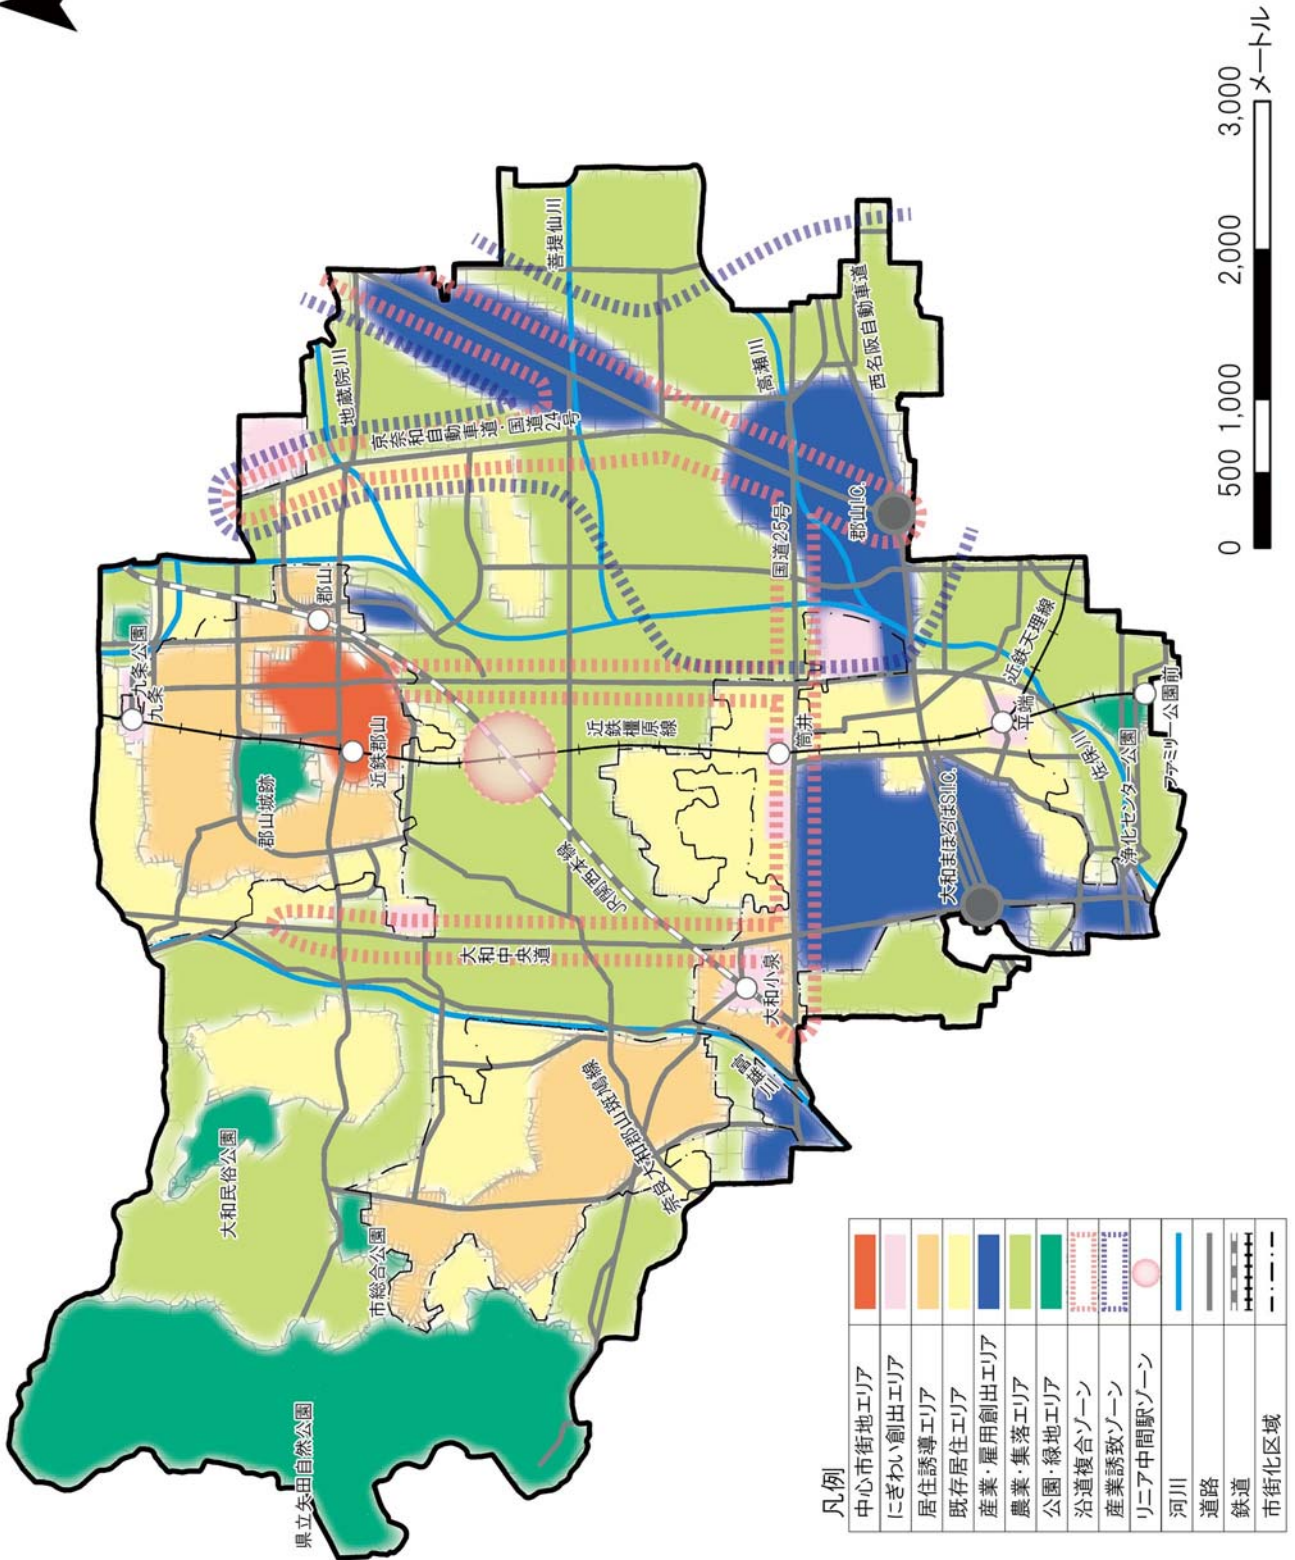 県立矢田自然公園
市総合公園
大和民俗公園
奈良大和郡山斑鳩線
富雄川
大和小泉
大和中央道
JR関西本線
郡山城跡
近鉄郡山
九条公園
九条
郡山
近鉄橿原線
筒井
大和まほろばS.I.C.
平端
近鉄天理線
佐保川
浄化センター公園
ファミリー公園前
国道25号
郡山I.C.
京奈和自動車道・国道24号
地蔵院川
菩提仙川
高瀬川
西名阪自動車道
凡例
中心市街地エリア
にぎわい創出エリア
居住誘導エリア
既存居住エリア
産業・雇用創出エリア
農業・集落エリア
公園・緑地エリア
沿道複合ゾーン
産業誘致ゾーン
リニア中間駅ゾーン
河川
道路
鉄道
市街化区域
0 500 1,000 2,000 3,000
メートル